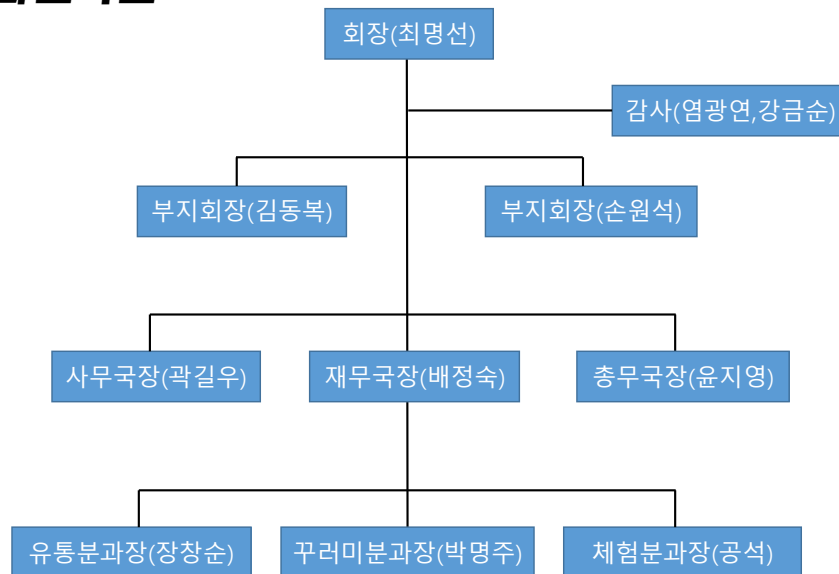 회장(최명선)
감사(염광연,강금순)
부지회장(김동복)
부지회장(손원석)
사무국장(곽길우)
재무국장(배정숙)
총무국장(윤지영)
유통분과장(장창순)
꾸러미분과장(박명주)
체험분과장(공석)